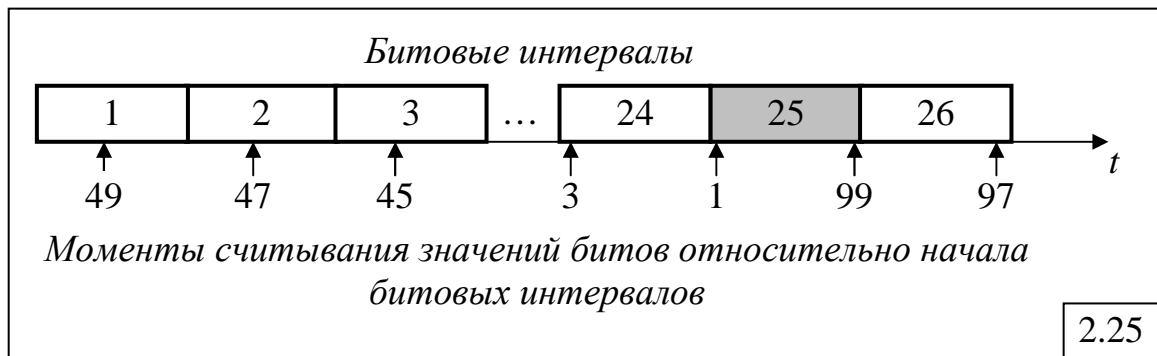 Битовые интервалы
1 2 3 … 24 25 26
t
49 47 45 3 1 99 97
Моменты считывания значений битов относительно начала
битовых интервалов
2.25